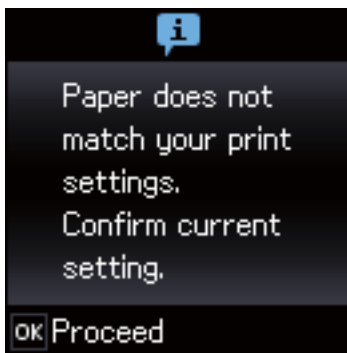 i
Paper does not
match your print
settings.
Confirm current
setting.
OK Proceed